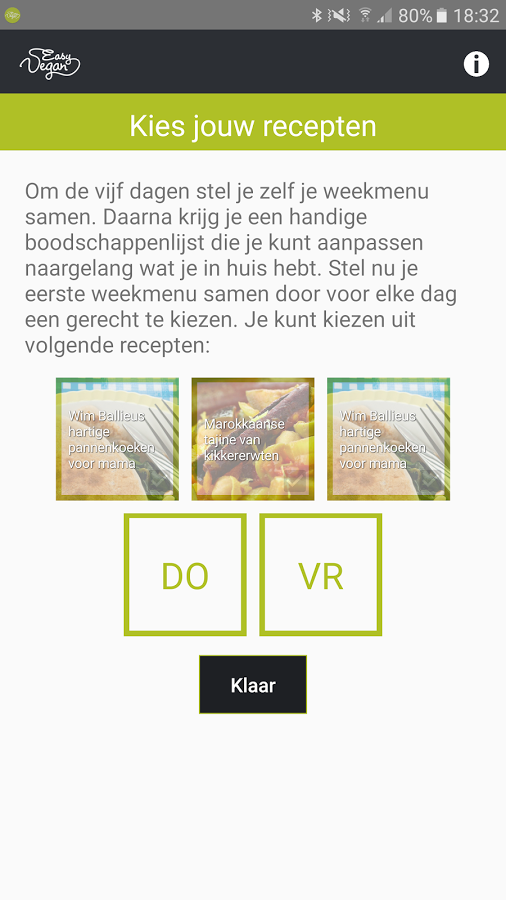 80% 18:32
Easy
Vegan
i
Kies jouw recepten
Om de vijf dagen stel je zelf je weekmenu
samen. Daarna krijg je een handige
boodschappenlijst die je kunt aanpassen
naargelang wat je in huis hebt. Stel nu je
eerste weekmenu samen door voor elke dag
een gerecht te kiezen. Je kunt kiezen uit
volgende recepten:
Wim Ballieus
hartige
pannenkoeken
voor mama
Marokkaanse
tajine van
kikkererwten
Wim Ballieus
hartige
pannenkoeken
voor mama
DO
VR
Klaar